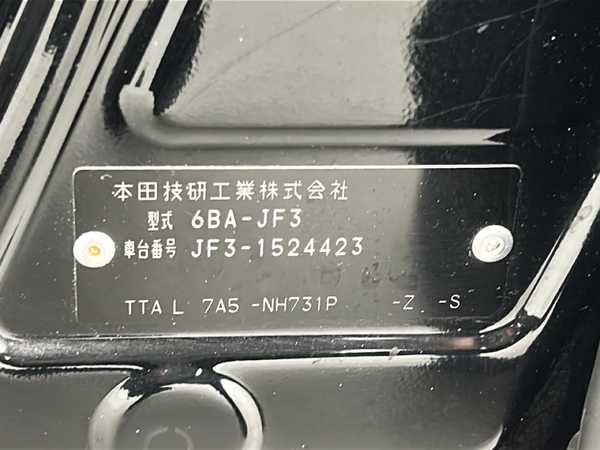 本田技研工業株式会社
型式 6BA-JF3
車台番号 JF3-1524423
TTA L 7A5 -NH731P -Z -S